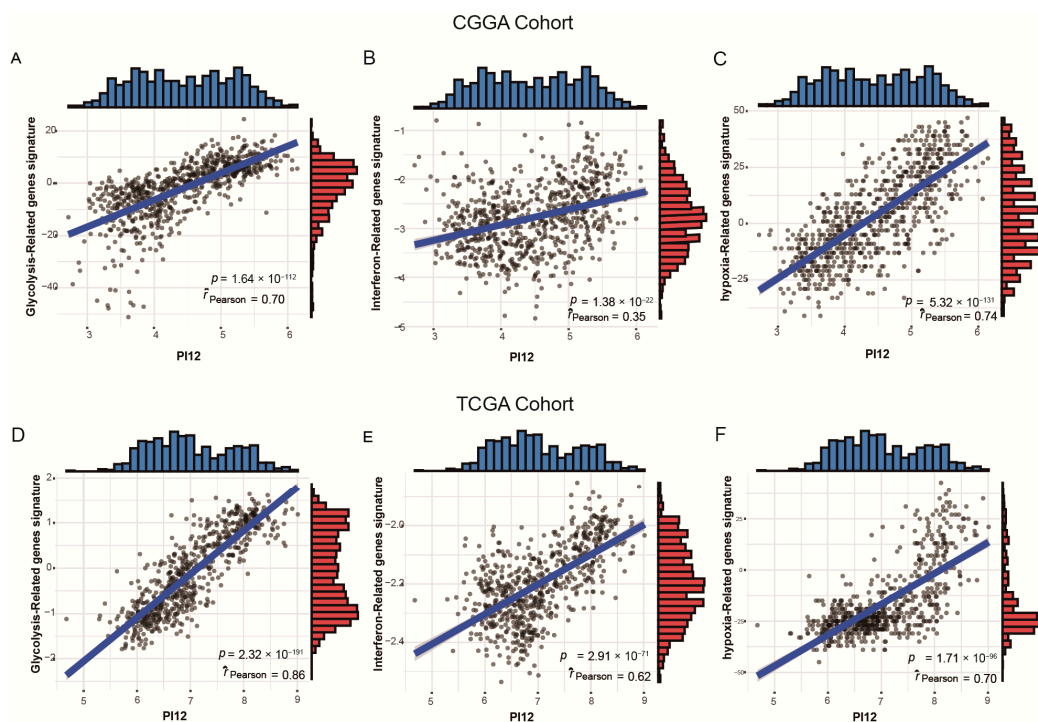 CGGA Cohort
A
B
C
Glycolysis-Related genes signature
20
0
-20
-40
3
4
5
6
PI12
p = 1.64 × 10⁻¹¹²
r̂ Pearson = 0.70
Interferon-Related genes signature
-1
-2
-3
-4
-6
3
4
5
6
PI12
p = 1.38 × 10⁻²²
r̂ Pearson = 0.35
hypoxia-Related genes signature
50
25
0
-25
3
4
5
6
PI12
p = 5.32 × 10⁻¹³¹
r̂ Pearson = 0.74
TCGA Cohort
D
E
F
Glycolysis-Related genes signature
2
1
0
-1
-2
5
6
7
8
9
PI12
p = 2.32 × 10⁻¹⁹¹
r̂ Pearson = 0.86
Interferon-Related genes signature
-2.0
-2.2
-2.4
5
6
7
8
9
PI12
p = 2.91 × 10⁻⁷¹
r̂ Pearson = 0.62
hypoxia-Related genes signature
25
0
-25
-50
5
6
7
8
9
PI12
p = 1.71 × 10⁻⁹⁶
r̂ Pearson = 0.70